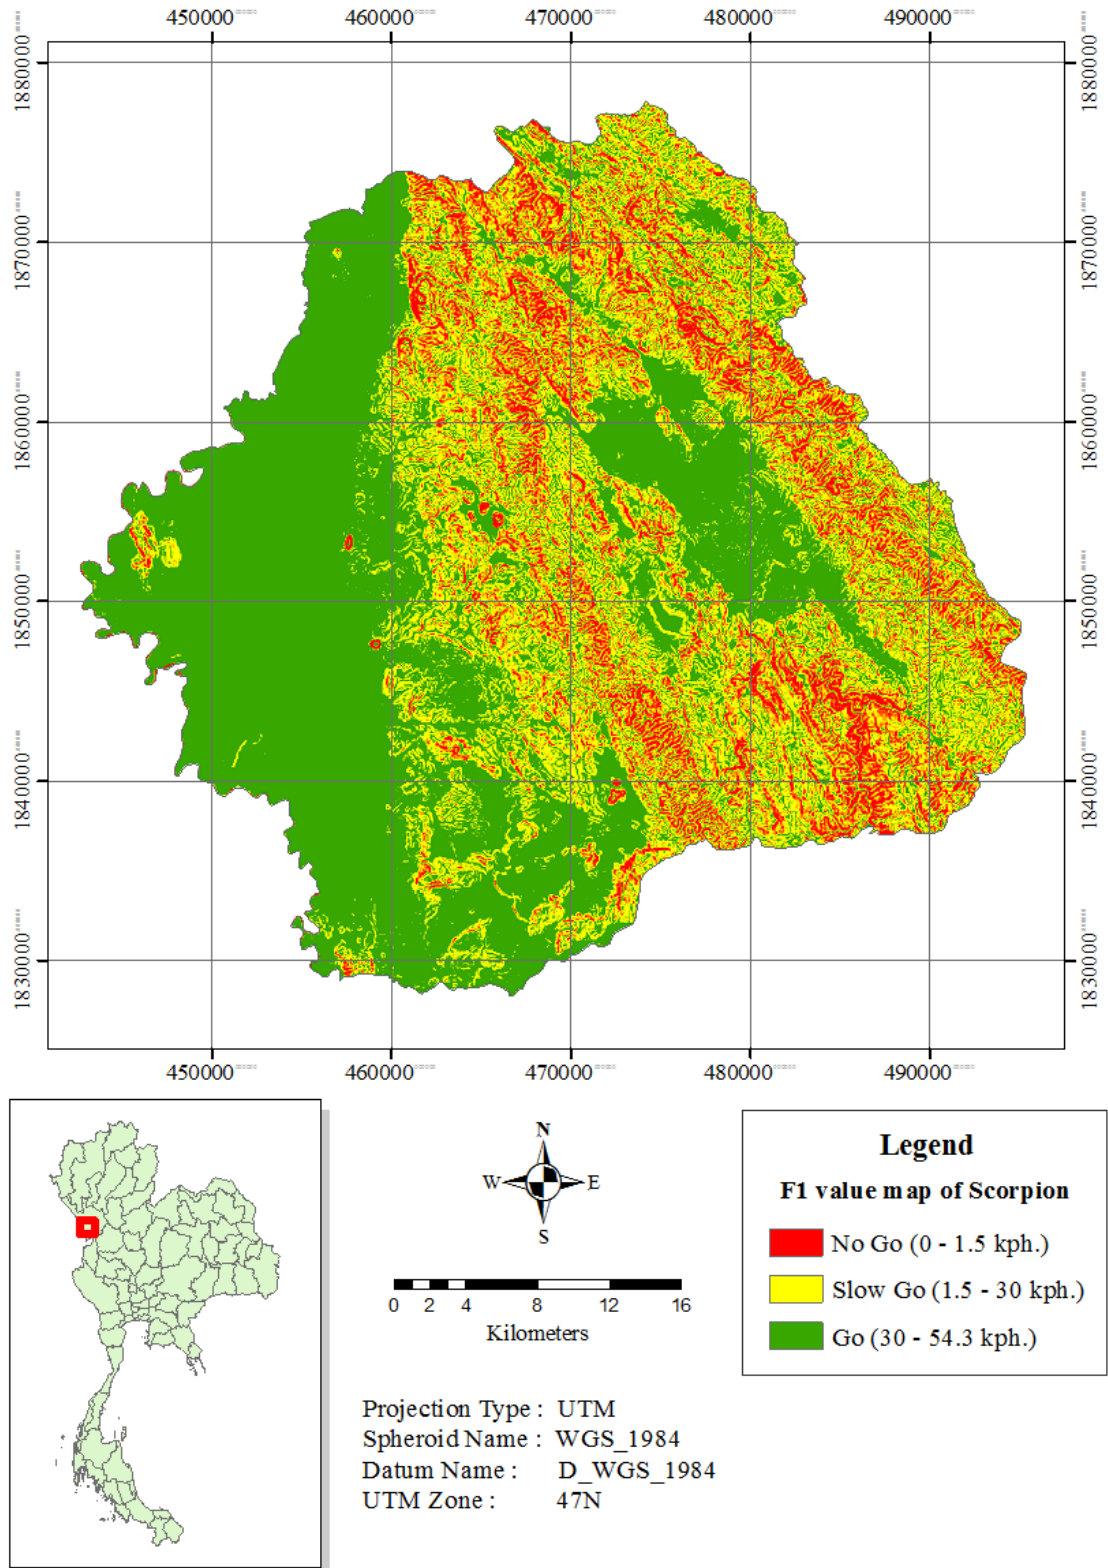 450000 460000 470000 480000 490000
1880000 1880000
1870000 1870000
1860000 1860000
1850000 1850000
1840000 1840000
1830000 1830000
450000 460000 470000 480000 490000
N
W E
S
0 2 4 8 12 16
Kilometers
Legend
F1 value map of Scorpion
No Go (0 - 1.5 kph.)
Slow Go (1.5 - 30 kph.)
Go (30 - 54.3 kph.)
Projection Type : UTM
Spheroid Name : WGS_1984
Datum Name : D_WGS_1984
UTM Zone : 47N